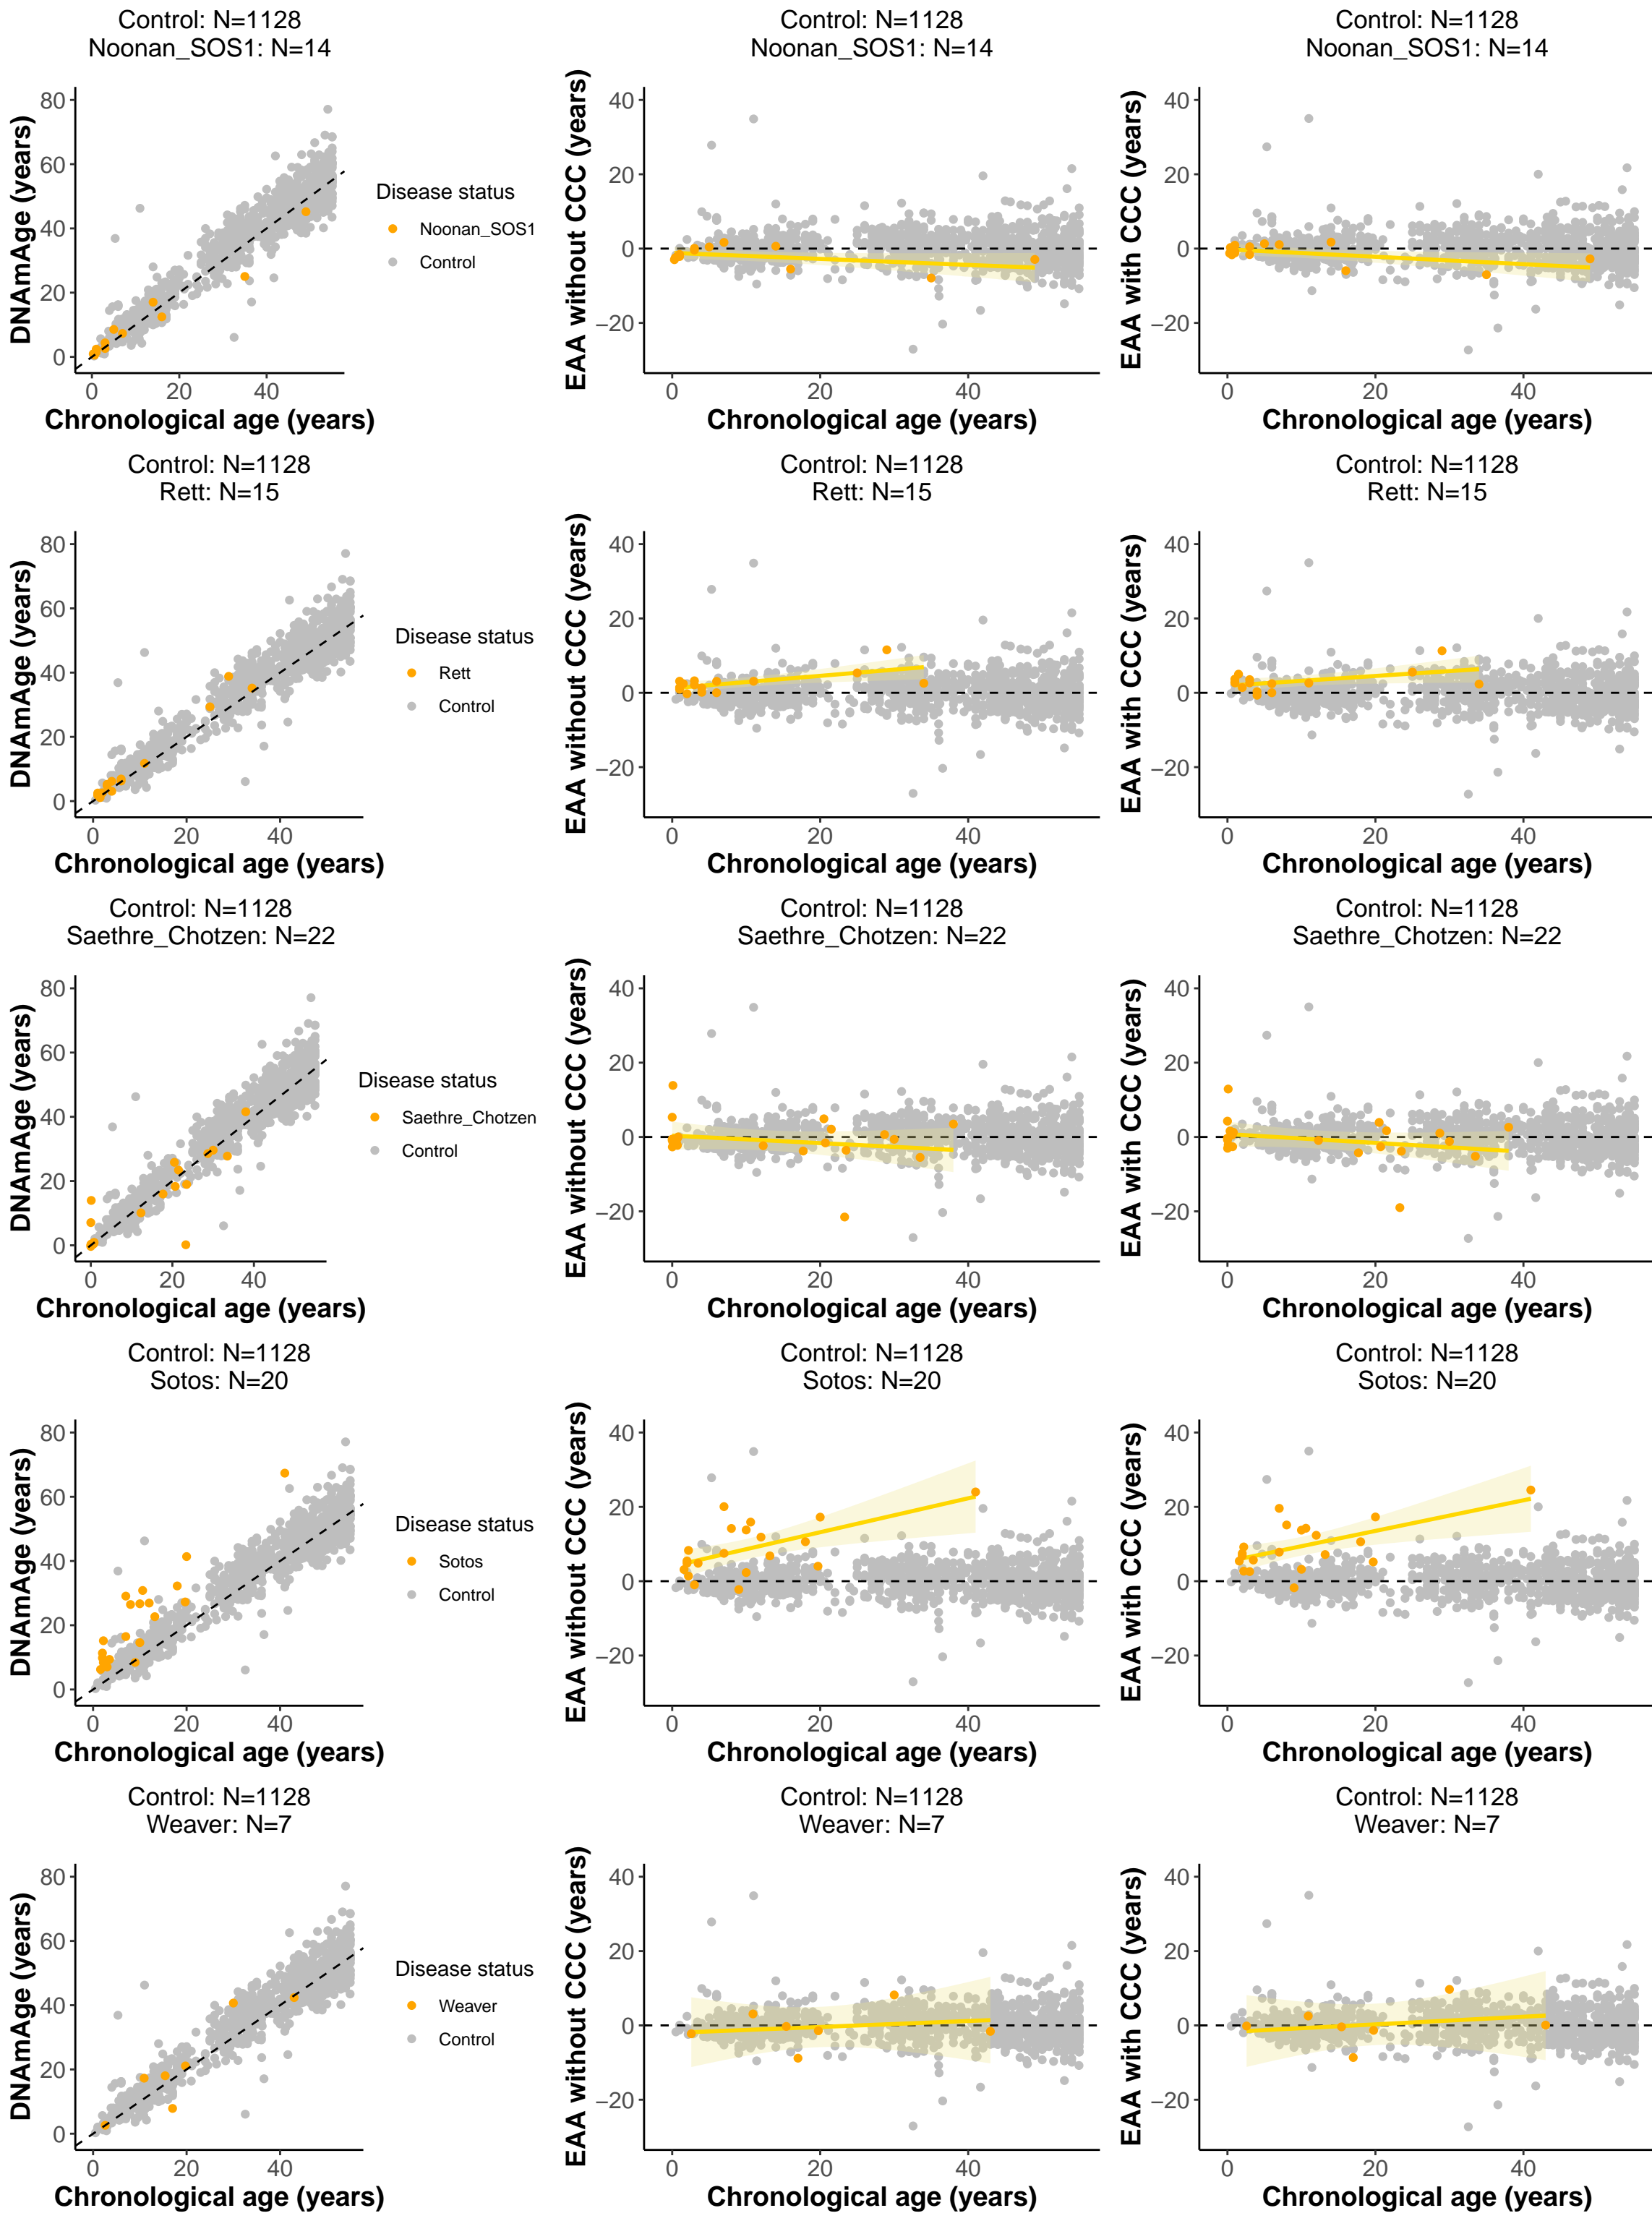 Control: N=1128
Noonan_SOS1: N=14
DNAmAge (years)
80
60
40
20
0
0 20 40
Chronological age (years)
Disease status
Noonan_SOS1
Control
Control: N=1128
Noonan_SOS1: N=14
EAA without CCC (years)
40
20
0
−20
0 20 40
Chronological age (years)
Control: N=1128
Noonan_SOS1: N=14
EAA with CCC (years)
40
20
0
−20
0 20 40
Chronological age (years)
Control: N=1128
Rett: N=15
DNAmAge (years)
80
60
40
20
0
0 20 40
Chronological age (years)
Disease status
Rett
Control
Control: N=1128
Rett: N=15
EAA without CCC (years)
40
20
0
−20
0 20 40
Chronological age (years)
Control: N=1128
Rett: N=15
EAA with CCC (years)
40
20
0
−20
0 20 40
Chronological age (years)
Control: N=1128
Saethre_Chotzen: N=22
DNAmAge (years)
80
60
40
20
0
0 20 40
Chronological age (years)
Disease status
Saethre_Chotzen
Control
Control: N=1128
Saethre_Chotzen: N=22
EAA without CCC (years)
40
20
0
−20
0 20 40
Chronological age (years)
Control: N=1128
Saethre_Chotzen: N=22
EAA with CCC (years)
40
20
0
−20
0 20 40
Chronological age (years)
Control: N=1128
Sotos: N=20
DNAmAge (years)
80
60
40
20
0
0 20 40
Chronological age (years)
Disease status
Sotos
Control
Control: N=1128
Sotos: N=20
EAA without CCC (years)
40
20
0
−20
0 20 40
Chronological age (years)
Control: N=1128
Sotos: N=20
EAA with CCC (years)
40
20
0
−20
0 20 40
Chronological age (years)
Control: N=1128
Weaver: N=7
DNAmAge (years)
80
60
40
20
0
0 20 40
Chronological age (years)
Disease status
Weaver
Control
Control: N=1128
Weaver: N=7
EAA without CCC (years)
40
20
0
−20
0 20 40
Chronological age (years)
Control: N=1128
Weaver: N=7
EAA with CCC (years)
40
20
0
−20
0 20 40
Chronological age (years)